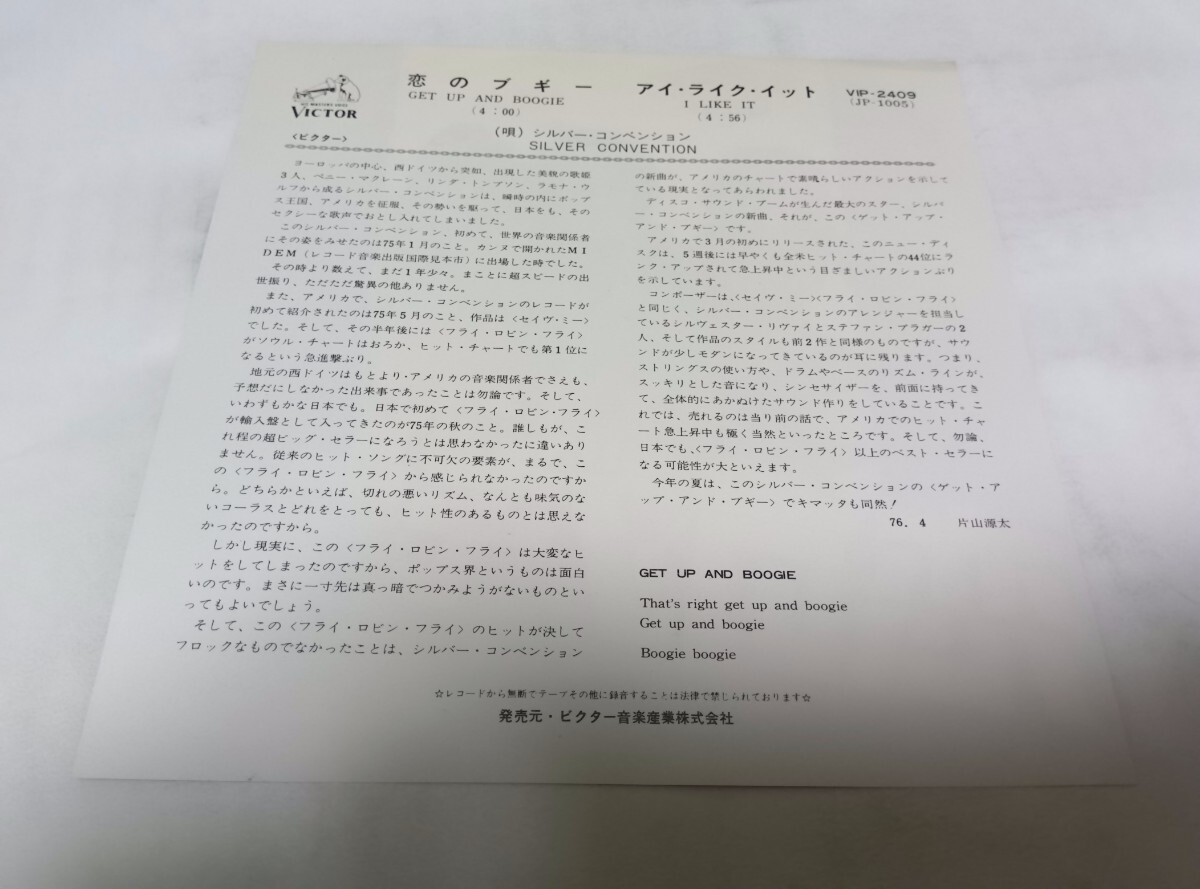 恋のブギー　アイ・ライク・イット　VIP-2409
GET UP AND BOOGIE　I LIKE IT　(JP-1005)
(4：00)　(4：56)
HIS MASTER'S VOICE
VICTOR
〈ビクター〉
(唄) シルバー・コンベンション
SILVER CONVENTION
ヨーロッパの中心、西ドイツから突如、出現した美貌の歌姫
3人、ペニー・マクレーン、リンダ・トンプソン、ラモナ・ウ
ルフから成るシルバー・コンベンションは、瞬時の内にポップ
ス王国、アメリカを征服、その勢いを駆って、日本をも、その
セクシーな歌声でおとし入れてしまいました。
このシルバー・コンベンション、初めて、世界の音楽関係者
にその姿をみせたのは75年1月のこと。カンヌで開かれたMI
DEM(レコード音楽出版国際見本市)に出場した時でした。
その時より数えて、まだ1年少々。まことに超スピードの出
世振り、ただただ驚異の他ありません。
また、アメリカで、シルバー・コンベンションのレコードが
初めて紹介されたのは75年5月のこと、作品は〈セイヴ・ミー〉
でした。そして、その半年後には〈フライ・ロビン・フライ〉
がソウル・チャートはおろか、ヒット・チャートでも第1位に
なるという急進撃ぶり。
地元の西ドイツはもとより・アメリカの音楽関係者でさえも、
予想だにしなかった出来事であったことは勿論です。そして、
いわずもかな日本でも。日本で初めて〈フライ・ロビン・フライ〉
が輸入盤として入ってきたのが75年の秋のこと。誰しもが、こ
れ程の超ビッグ・セラーになろうとは思わなかったに違いあり
ません。従来のヒット・ソングに不可欠の要素が、まるで、こ
の〈フライ・ロビン・フライ〉から感じられなかったのですか
ら。どちらかといえば、切れの悪いリズム、なんとも味気のな
いコーラスとどれをとっても、ヒット性のあるものとは思えな
かったのですから。
しかし現実に、この〈フライ・ロビン・フライ〉は大変なヒ
ットをしてしまったのですから、ポップス界というものは面白
いのです。まさに一寸先は真っ暗でつかみようがないものとい
ってもよいでしょう。
そして、この〈フライ・ロビン・フライ〉のヒットが決して
フロックなものでなかったことは、シルバー・コンベンション
の新曲が、アメリカのチャートで素晴らしいアクションを示して
ている現実となってあらわれました。
ディスコ・サウンド・ブームが生んだ最大のスター、シルバ
ー・コンベンションの新曲、それが、この〈ゲット・アップ・
アンド・ブギー〉です。
アメリカで3月の初めにリリースされた、このニュー・ディ
スクは、5週後には早やくも全米ヒット・チャートの44位にラ
ンク・アップされて急上昇中という目ざましいアクションぶり
を示しています。
コンポーザーは、〈セイヴ・ミー〉〈フライ・ロビン・フライ〉
と同じく、シルバー・コンベンションのアレンジャーを担当し
ているシルヴェスター・リヴァイとステファン・プラガーの2
人、そして作品のスタイルも前2作と同様のものですが、サウ
ンドが少しモダンになってきているのが耳に残ります。つまり、
ストリングスの使い方や、ドラムやベースのリズム・ラインが、
スッキリとした音になり、シンセサイザーを、前面に持ってき
て、全体的にあかぬけたサウンド作りをしていることです。こ
れでは、売れるのは当り前の話で、アメリカでのヒット・チャ
ート急上昇中も極く当然といったところです。そして、勿論、
日本でも、〈フライ・ロビン・フライ〉以上のベスト・セラーに
なる可能性が大といえます。
今年の夏は、このシルバー・コンベンションの〈ゲット・ア
ップ・アンド・ブギー〉でキマッタも同然！
76.4　片山源太
GET UP AND BOOGIE
That's right get up and boogie
Get up and boogie
Boogie boogie
☆レコードから無断でテープその他に録音することは法律で禁じられております☆
発売元・ビクター音楽産業株式会社